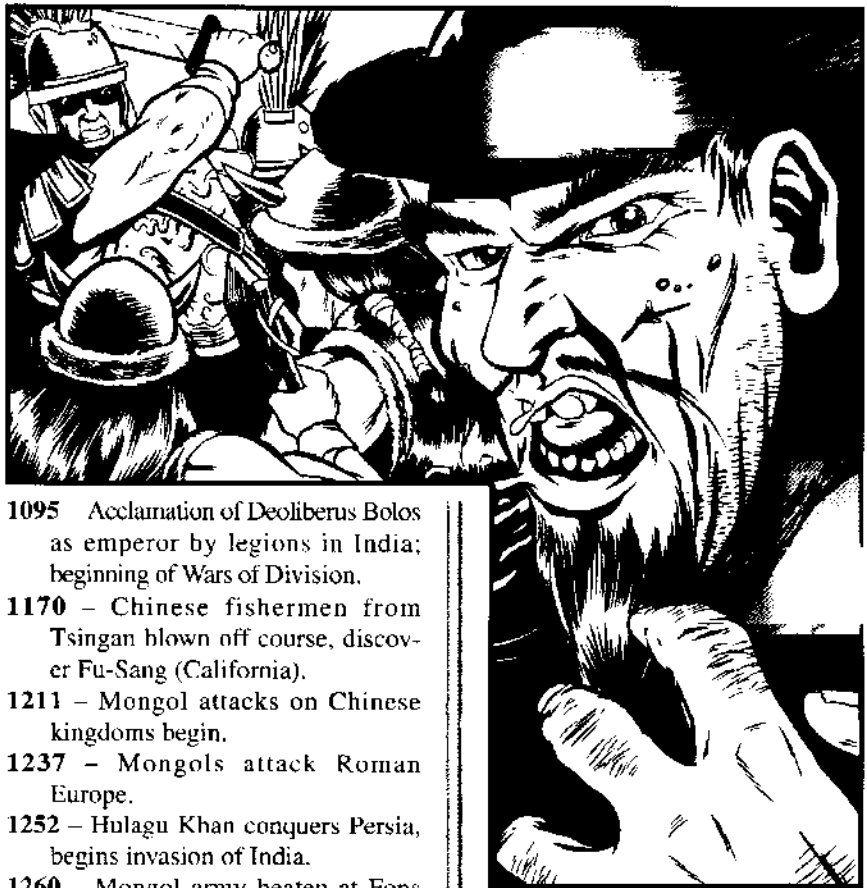 1095 Acclamation of Deoliberus Bolos
as emperor by legions in India;
beginning of Wars of Division.
1170 – Chinese fishermen from
Tsingan blown off course, discov-
er Fu-Sang (California).
1211 – Mongol attacks on Chinese
kingdoms begin.
1237 – Mongols attack Roman
Europe.
1252 – Hulagu Khan conquers Persia,
begins invasion of India.
1260 – Mongol army beaten at Fons